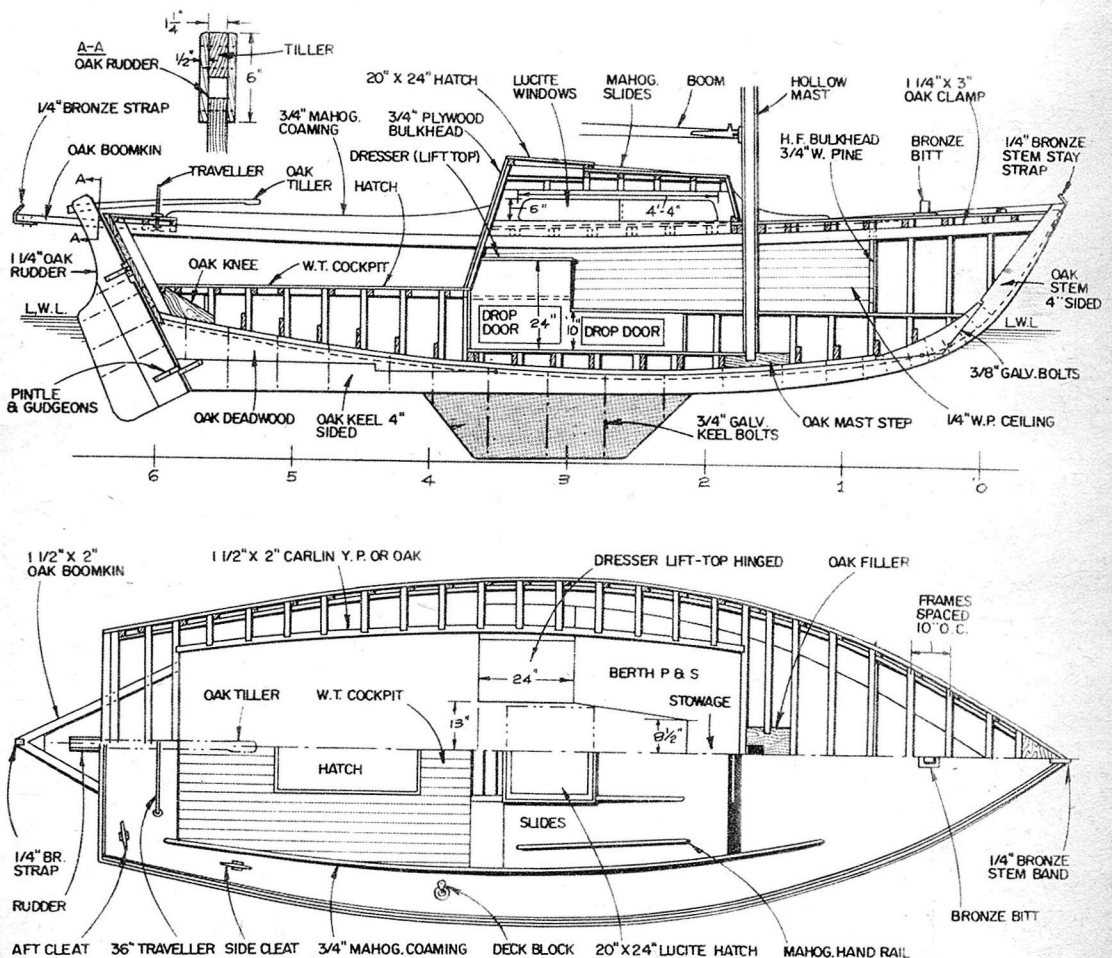 1 1/4"
A-A
OAK RUDDER
1/2"
TILLER
6"
1/4" BRONZE STRAP
OAK BOOMKIN
3/4" MAHOG.
COAMING
TRAVELLER
OAK
TILLER
3/4" PLYWOOD
BULKHEAD
DRESSER (LIFT TOP)
HATCH
20" X 24" HATCH
LUCITE
WINDOWS
MAHOG.
SLIDES
BOOM
HOLLOW
MAST
H.F. BULKHEAD
3/4" W. PINE
BRONZE
BITT
1 1/4" X 3"
OAK CLAMP
1/4" BRONZE
STEM STAY
STRAP
A
A
6"
4'-4"
1 1/4" OAK
RUDDER
OAK KNEE
W.T. COCKPIT
OAK
STEM
4" SIDED
L.W.L.
L.W.L.
DROP
DOOR
24"
10"
DROP DOOR
PINTLE
& GUDGEONS
OAK DEADWOOD
OAK KEEL 4"
SIDED
3/4" GALV.
KEEL BOLTS
OAK MAST STEP
1/4" W.P. CEILING
3/8" GALV. BOLTS
6 5 4 3 2 1 0
1 1/2" X 2"
OAK BOOMKIN
1 1/2" X 2" CARLIN Y. P. OR OAK
DRESSER LIFT-TOP HINGED
OAK FILLER
FRAMES
SPACED
10" O.C.
24"
BERTH P & S
OAK TILLER
W.T. COCKPIT
13"
8 1/2"
STOWAGE
HATCH
SLIDES
1/4" BR.
STRAP
RUDDER
1/4" BRONZE
STEM BAND
BRONZE BITT
AFT CLEAT
36" TRAVELLER
SIDE CLEAT
3/4" MAHOG. COAMING
DECK BLOCK
20" X 24" LUCITE HATCH
MAHOG. HAND RAIL